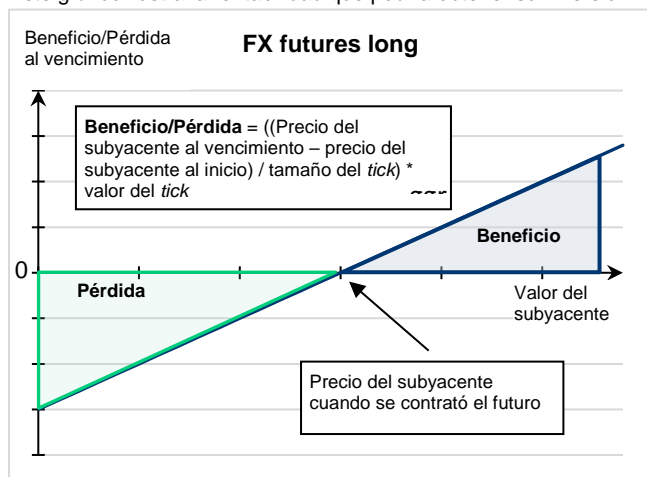 Beneficio/Pérdida
al vencimiento
FX futures long
Beneficio/Pérdida = ((Precio del
subyacente al vencimiento – precio del
subyacente al inicio) / tamaño del tick) *
valor del tick
Beneficio
0
Pérdida
Valor del
subyacente
Precio del subyacente
cuando se contrató el futuro